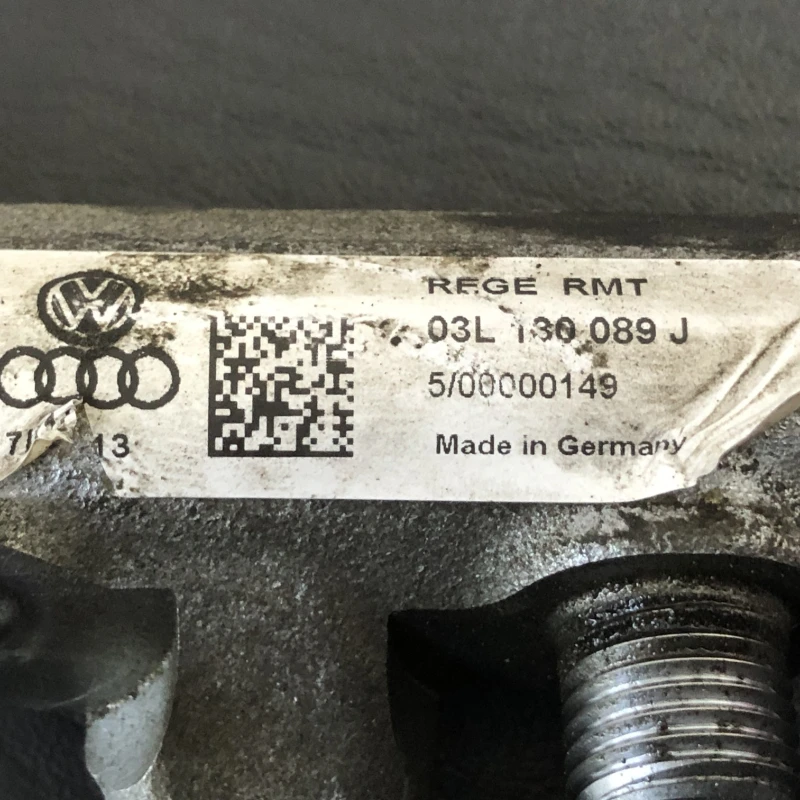 REGE RMT
03L 130 089 J
5/00000149
13
Made in Germany